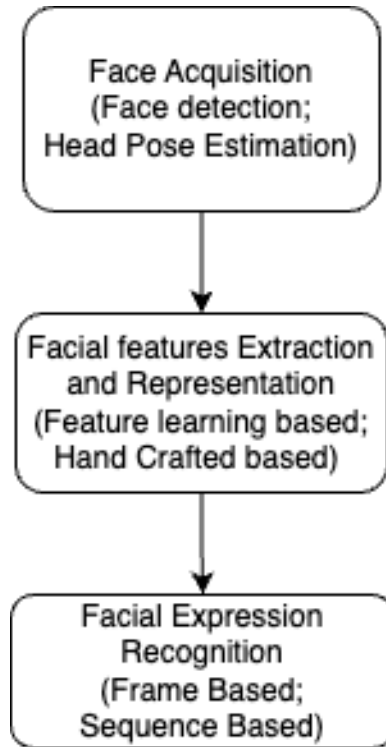 Face Acquisition
(Face detection;
Head Pose Estimation)
Facial features Extraction
and Representation
(Feature learning based;
Hand Crafted based)
Facial Expression
Recognition
(Frame Based;
Sequence Based)